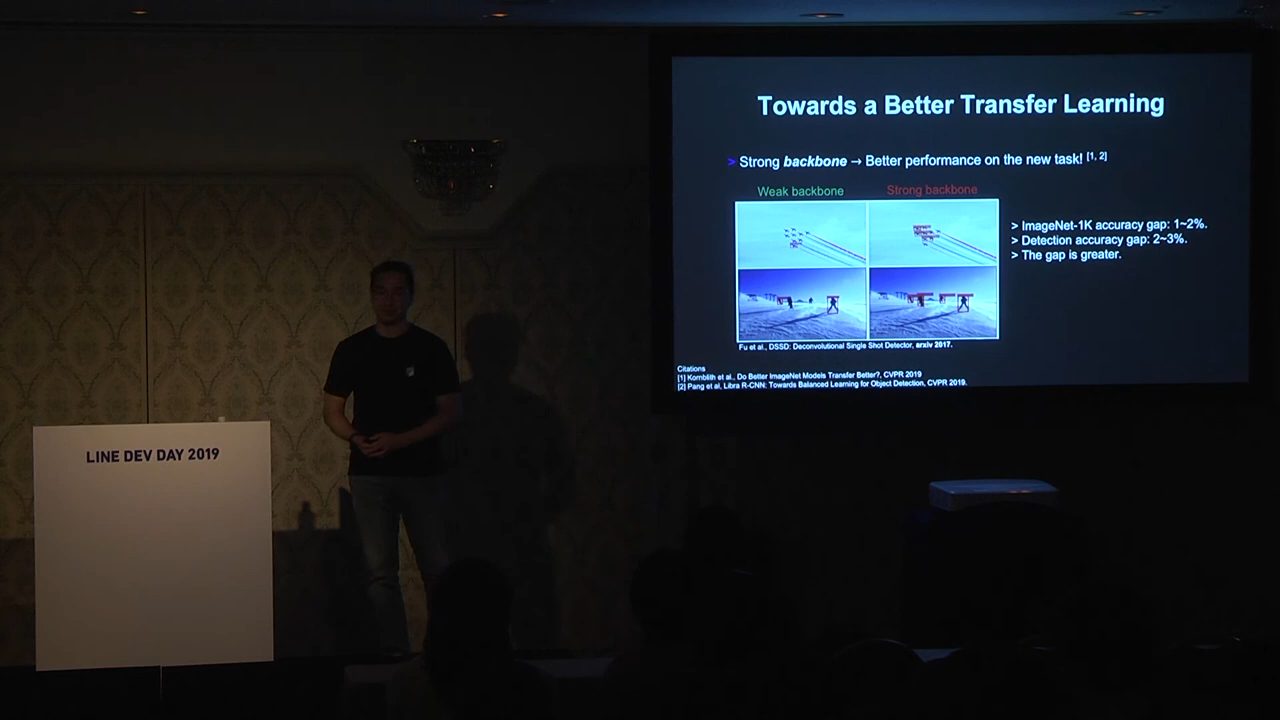 Towards a Better Transfer Learning
> Strong backbone → Better performance on the new task! [1, 2]
Weak backbone
Strong backbone
> ImageNet-1K accuracy gap: 1~2%.
> Detection accuracy gap: 2~3%.
> The gap is greater.
Fu et al., DSSD: Deconvolutional Single Shot Detector, arxiv 2017.
Citations
[1] Kornblith et al., Do Better ImageNet Models Transfer Better?, CVPR 2019
[2] Pang et al, Libra R-CNN: Towards Balanced Learning for Object Detection, CVPR 2019.
LINE DEV DAY 2019